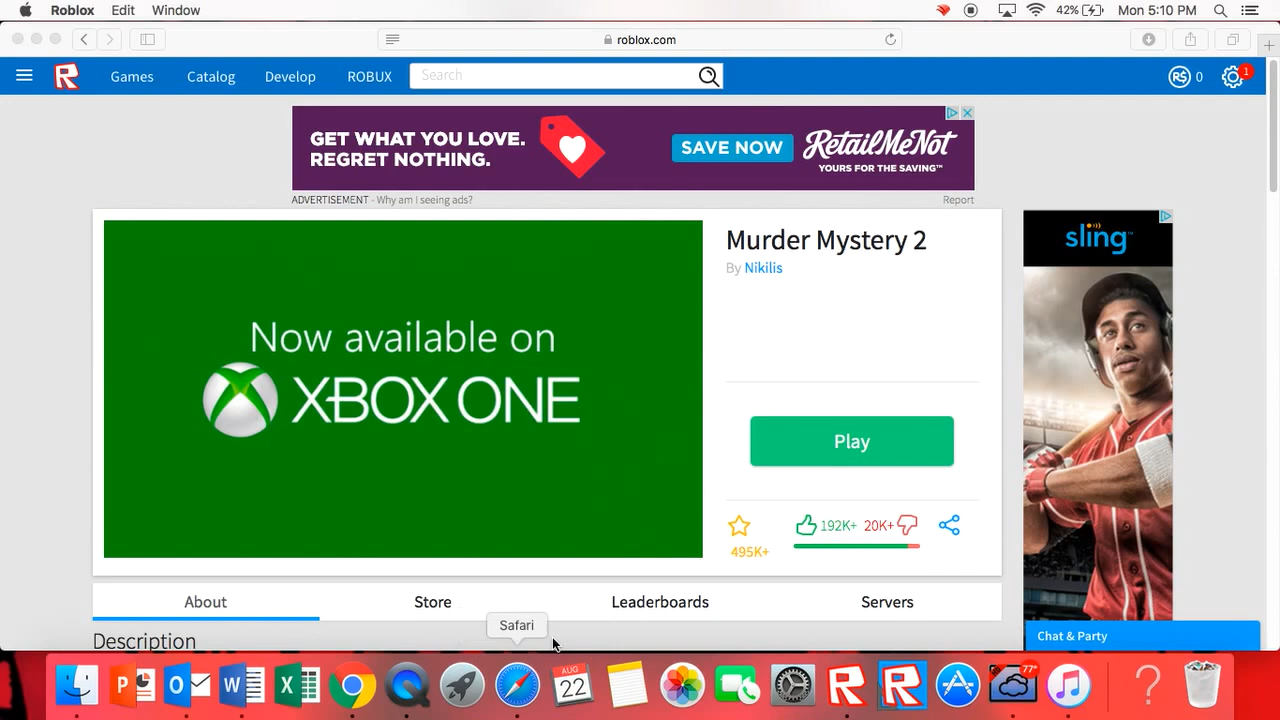 Roblox Edit Window 42% Mon 5:10 PM
roblox.com
Games Catalog Develop ROBUX Search R$ 0 1
GET WHAT YOU LOVE.
REGRET NOTHING.
SAVE NOW
RetailMeNot
YOURS FOR THE SAVING™
ADVERTISEMENT - Why am I seeing ads? Report
Now available on
XBOX ONE
Murder Mystery 2
By Nikilis
Play
192K+ 20K+
495K+
sling
About Store Leaderboards Servers
Description
Chat & Party
Safari
AUG
22
77°